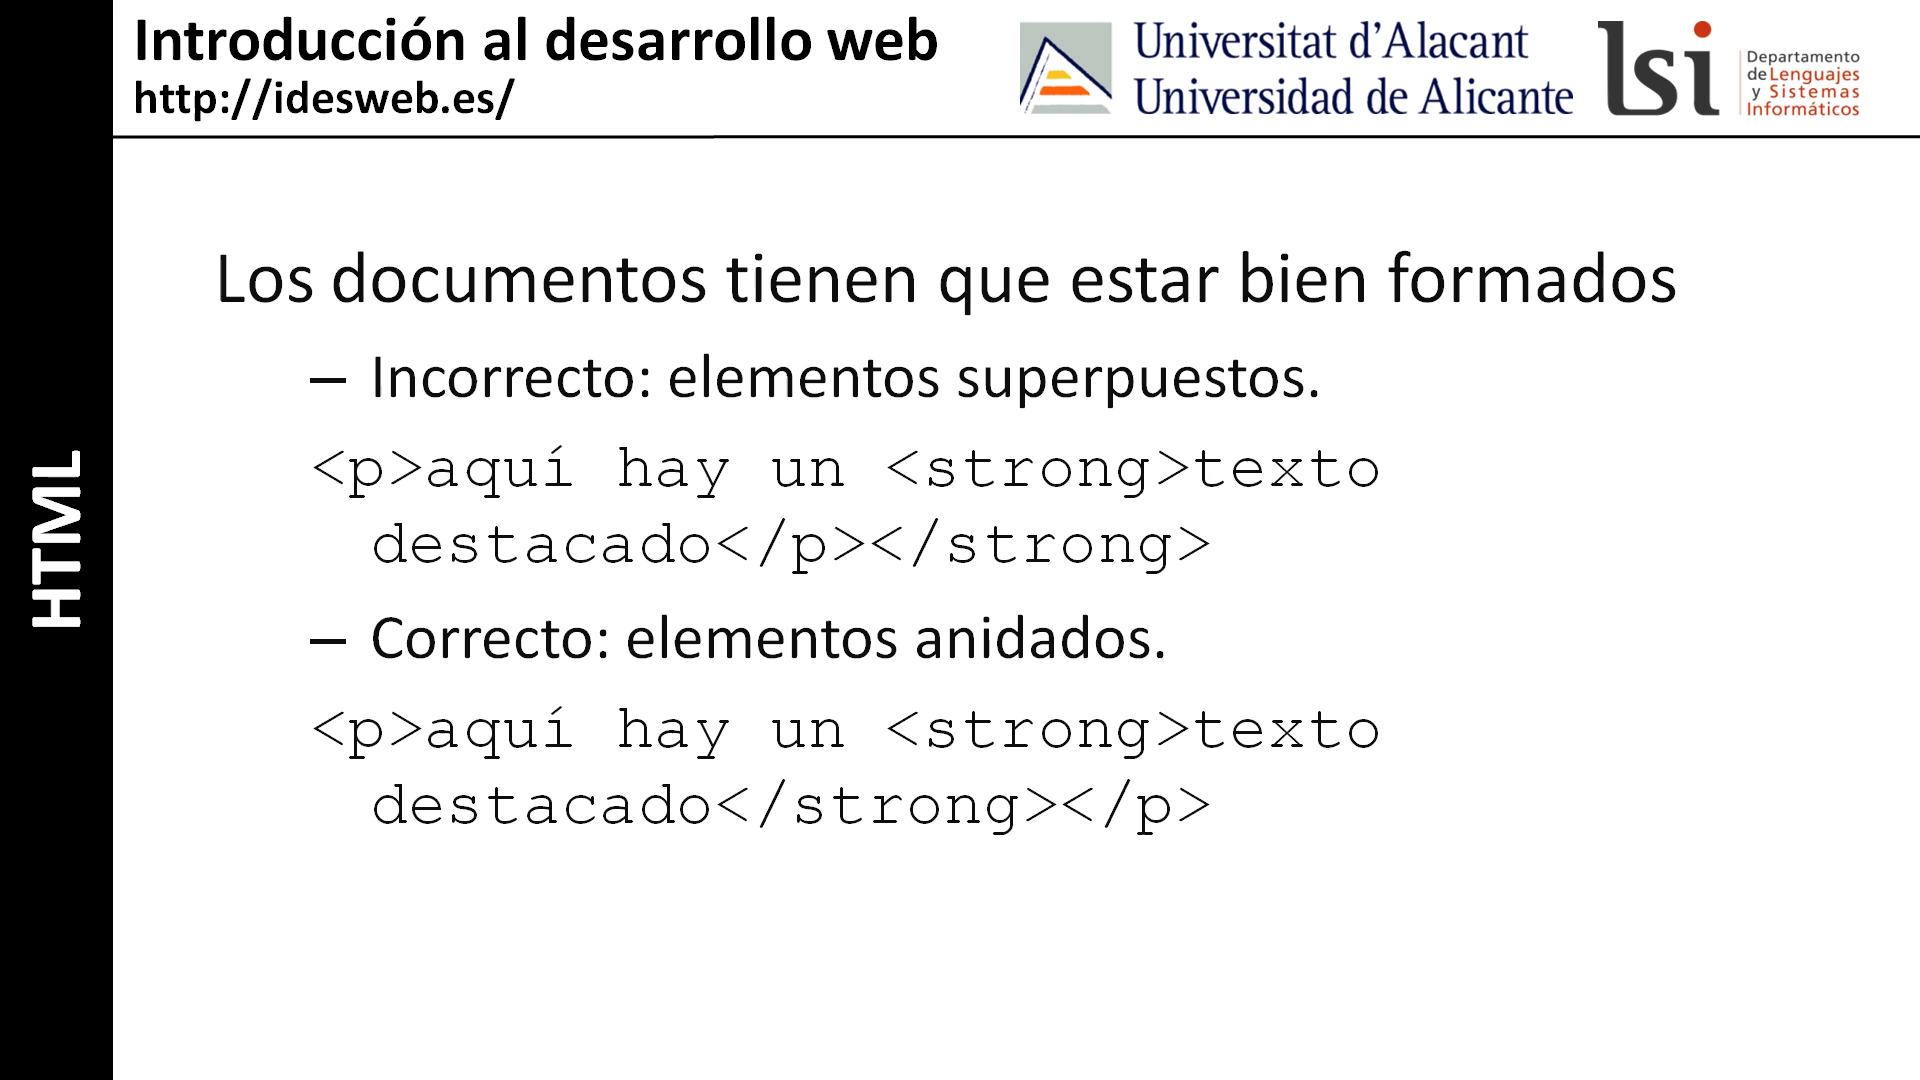 Introducción al desarrollo web
http://idesweb.es/
Universitat d'Alacant
Universidad de Alicante
lsi
Departamento
de Lenguajes
y Sistemas
Informáticos
HTML
Los documentos tienen que estar bien formados
– Incorrecto: elementos superpuestos.
<p>aquí hay un <strong>texto
destacado</p></strong>
– Correcto: elementos anidados.
<p>aquí hay un <strong>texto
destacado</strong></p>